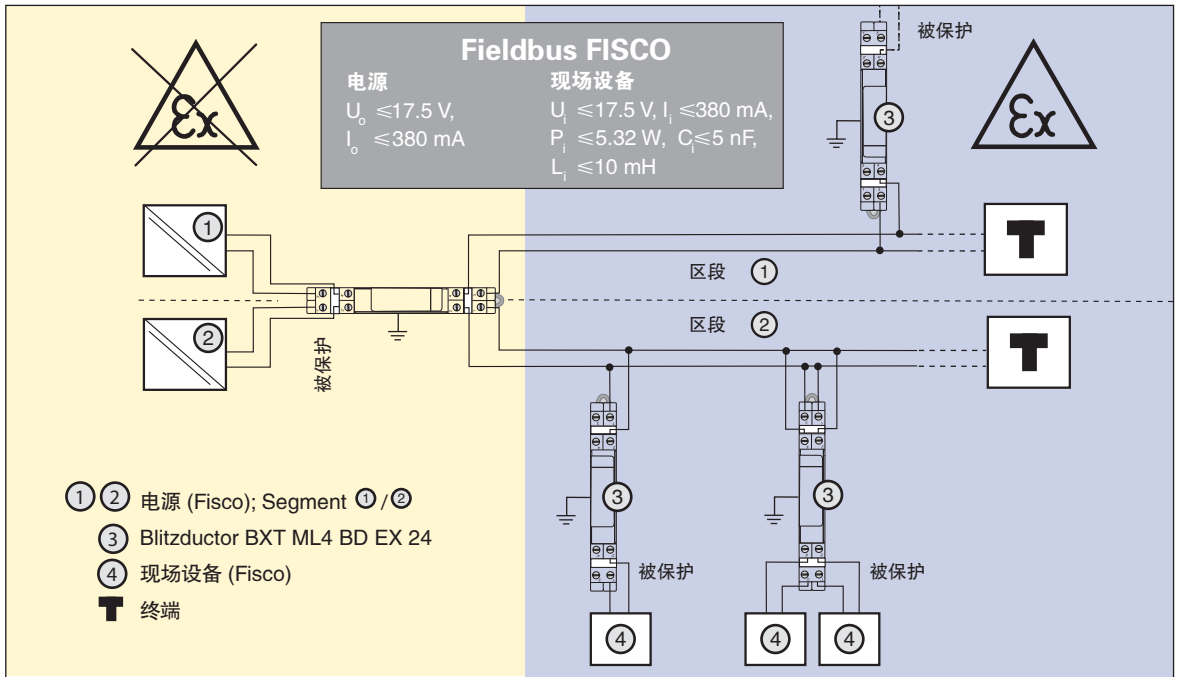 Fieldbus FISCO
电源
U₀ ≤17.5 V,
I₀ ≤380 mA
现场设备
Uᵢ ≤17.5 V, Iᵢ ≤380 mA,
Pᵢ ≤5.32 W, Cᵢ≤5 nF,
Lᵢ ≤10 mH
Ex
Ex
被保护
③
①
②
T
区段 ①
区段 ②
T
被保护
③
③
被保护
被保护
④
④
④
①② 电源 (Fisco); Segment ①/②
③ Blitzductor BXT ML4 BD EX 24
④ 现场设备 (Fisco)
T 终端